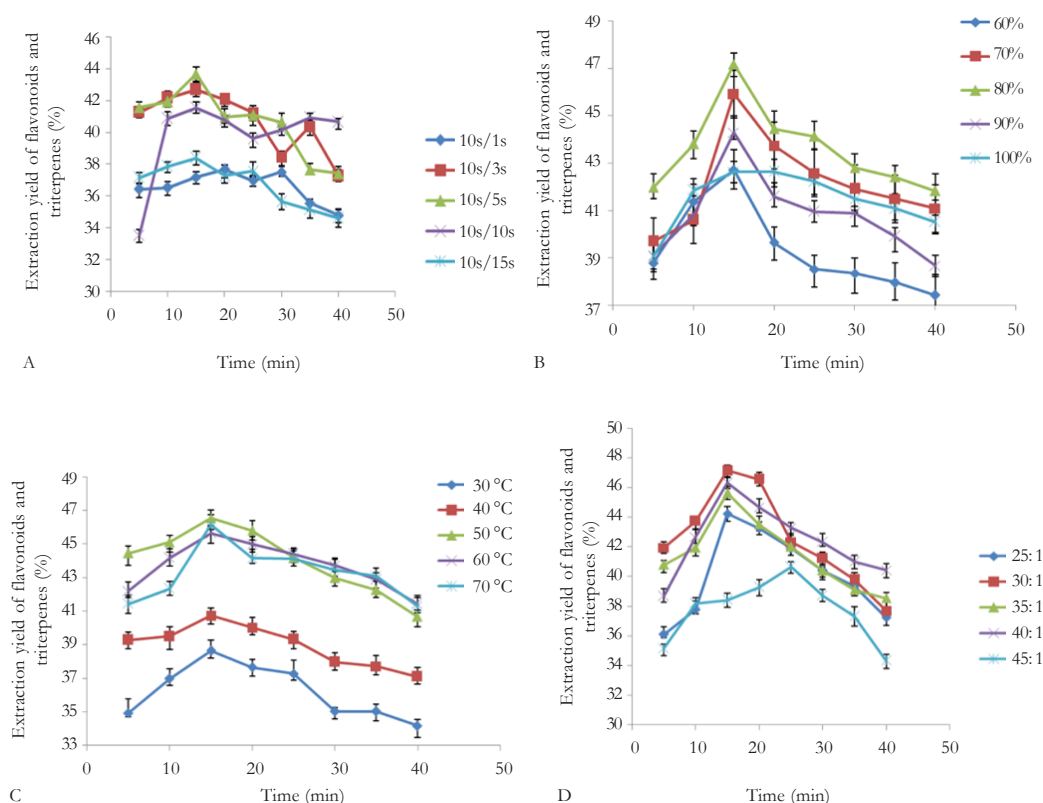 Extraction yield of flavonoids and
triterpenes (%)
46
44
42
40
38
36
34
32
30
0 10 20 30 40 50
Time (min)
A
10s/1s
10s/3s
10s/5s
10s/10s
10s/15s
Extraction yield of flavonoids and
triterpenes (%)
49
47
45
43
41
39
37
0 10 20 30 40 50
Time (min)
B
60%
70%
80%
90%
100%
Extraction yield of flavonoids and
triterpenes (%)
49
47
45
43
41
39
37
35
33
0 10 20 30 40 50
Time (min)
C
30 °C
40 °C
50 °C
60 °C
70 °C
Extraction yield of flavonoids and
triterpenes (%)
50
48
46
44
42
40
38
36
34
32
30
0 10 20 30 40 50
Time (min)
D
25:1
30:1
35:1
40:1
45:1